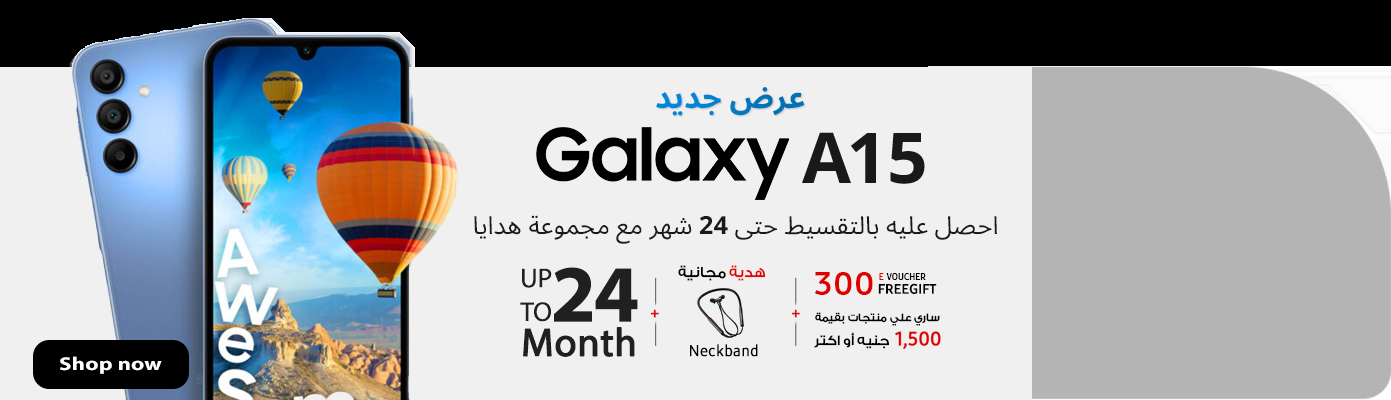 عرض جديد
Galaxy A15
احصل عليه بالتقسيط حتى 24 شهر مع مجموعة هدايا
UP TO 24
Month
+
هدية مجانية
Neckband
+
300 E VOUCHER
FREEGIFT
ساري علي منتجات بقيمة
1,500 جنيه أو اكتر
Awes
m
Shop now